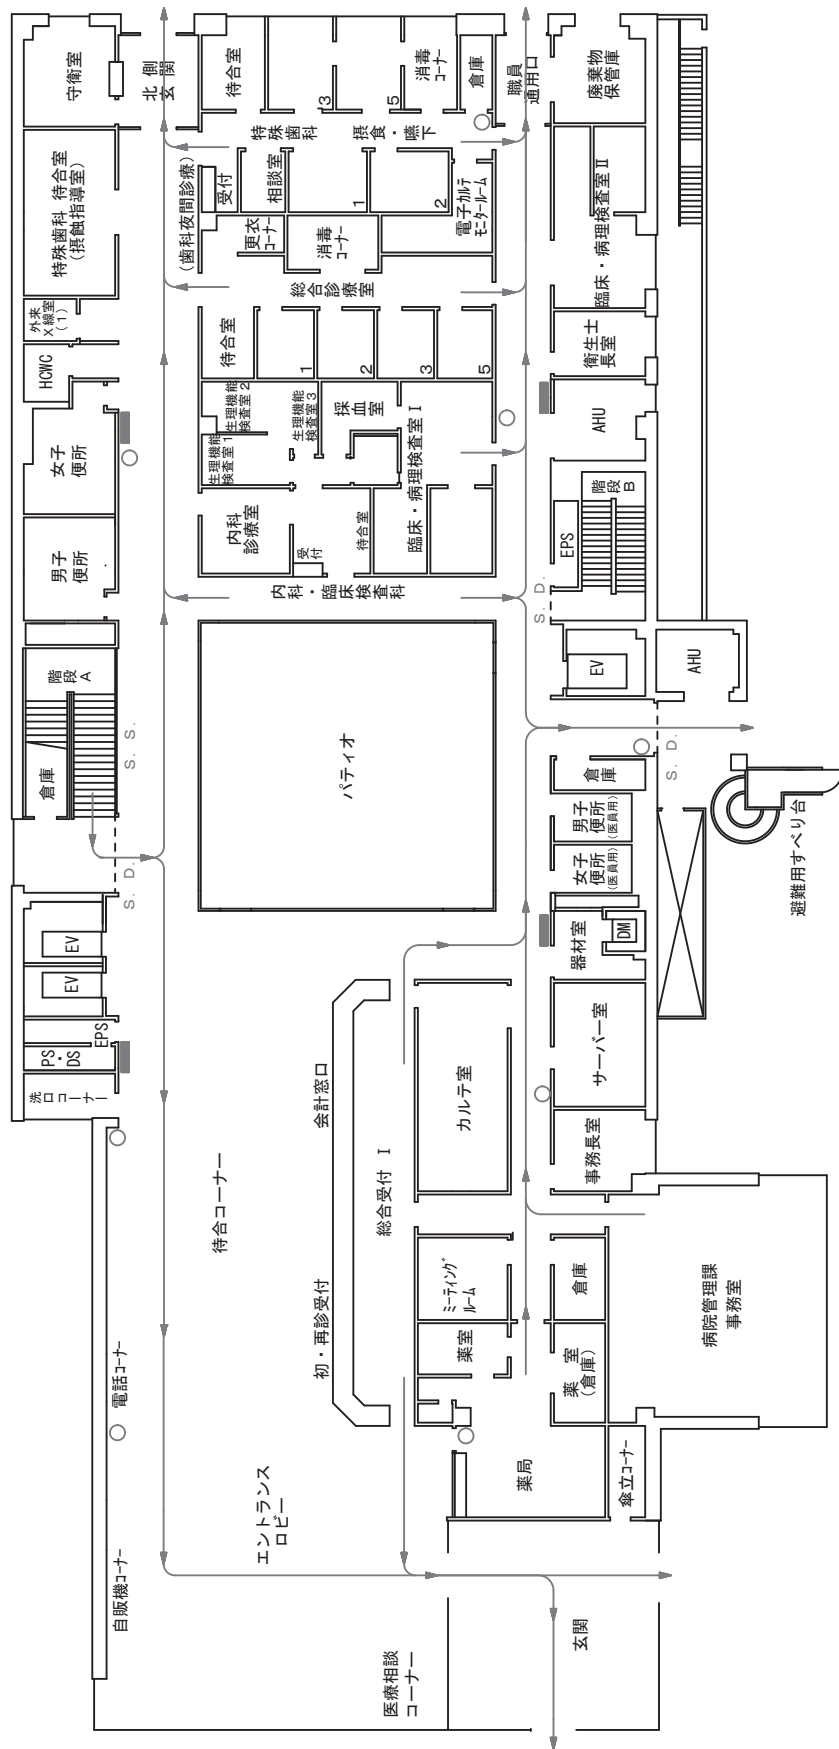 守衛室
北側
玄関
待合室
3
5
消毒
コーナー
倉庫
職員
通用口
廃棄物
保管庫
特殊歯科
摂食・嚥下
特殊歯科 待合室
(摂蝕指導室)
(歯科夜間診療)
受付
相談室
1
2
電子カルテ
モニタールーム
臨床・病理検査室Ⅱ
更衣
コーナー
消毒
コーナー
総合診療室
外来
X線室
(1)
待合室
1
2
3
5
衛生士
長室
HCWC
生理機能
検査室2
生理機能
検査室3
採血室
AHU
女子
便所
生理機能
検査室1
臨床・病理検査室Ⅰ
階段
B
男子
便所
内科
診療室
受付
待合室
EPS
内科・臨床検査科
S. D.
階段
A
倉庫
S. S.
パティオ
EV
AHU
S. D.
倉庫
男子
便所
(医員用)
女子
便所
(医員用)
避難用すべり台
S. D.
EV
EV
器材室
DM
EPS
PS
・
DS
洗口コーナー
会計窓口
カルテ室
サーバー室
待合コーナー
総合受付 Ⅰ
事務長室
初・再診受付
ミーティング
ルーム
倉庫
病院管理課
事務室
電話コーナー
薬室
薬室
(倉庫)
エントランス
ロビー
薬局
傘立コーナー
自販機コーナー
医療相談
コーナー
玄関